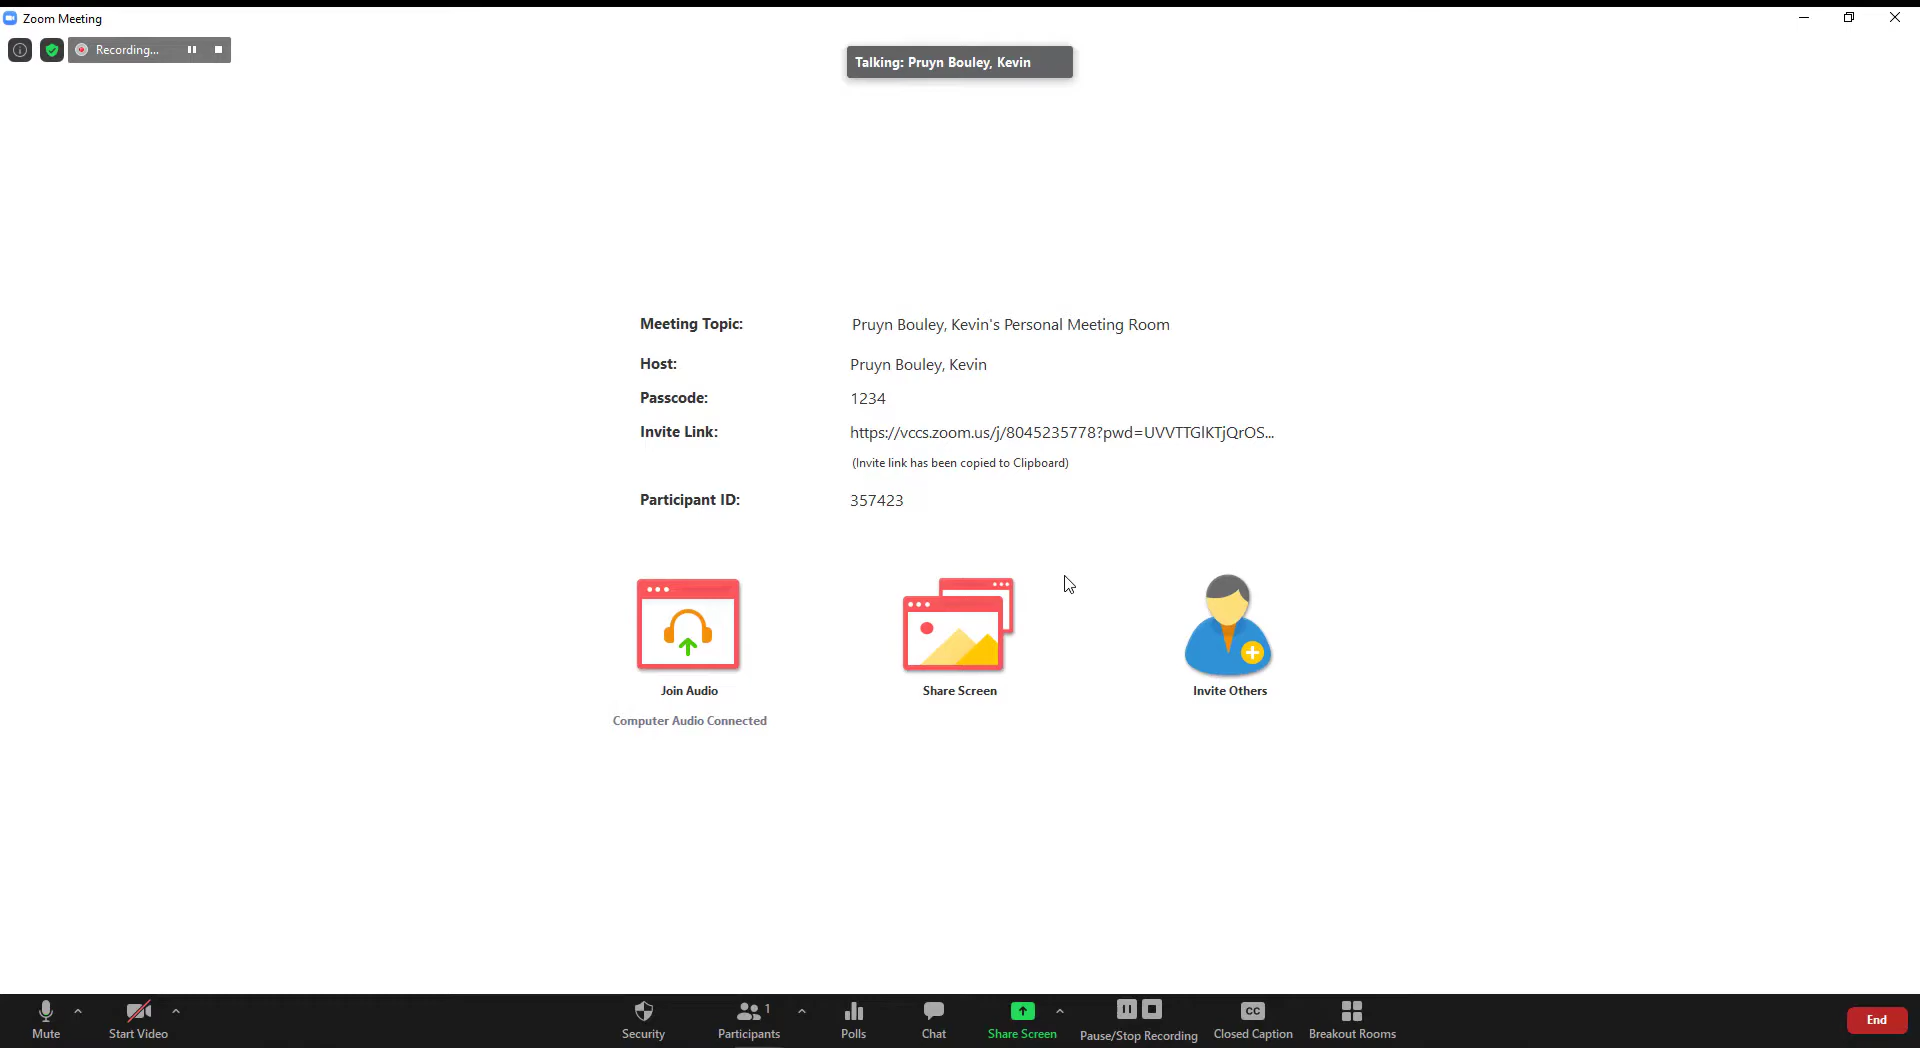 Zoom Meeting
Recording...
Talking: Pruyn Bouley, Kevin
Meeting Topic: Pruyn Bouley, Kevin's Personal Meeting Room
Host: Pruyn Bouley, Kevin
Passcode: 1234
Invite Link: https://vccs.zoom.us/j/8045235778?pwd=UVVTTGlKTjQrOS...
(Invite link has been copied to Clipboard)
Participant ID: 357423
Join Audio Share Screen Invite Others
Computer Audio Connected
1
CC
Mute Start Video Security Participants Polls Chat Share Screen Pause/Stop Recording Closed Caption Breakout Rooms End